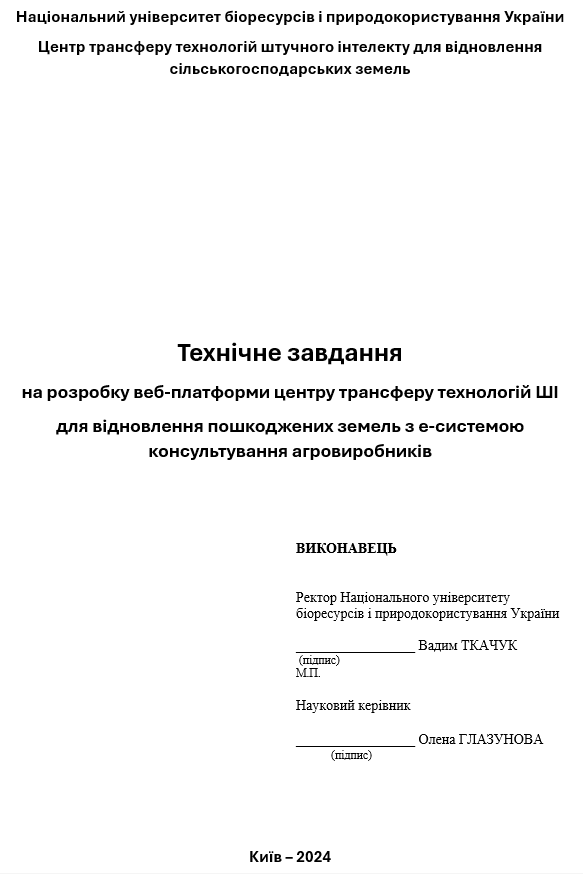 Національний університет біоресурсів і природокористування України
Центр трансферу технологій штучного інтелекту для відновлення
сільськогосподарських земель
Технічне завдання
на розробку веб-платформи центру трансферу технологій ШІ
для відновлення пошкоджених земель з е-системою
консультування агровиробників
ВИКОНАВЕЦЬ
Ректор Національного університету
біоресурсів і природокористування України
_________________ Вадим ТКАЧУК
(підпис)
М.П.
Науковий керівник
_________________ Олена ГЛАЗУНОВА
(підпис)
Київ – 2024